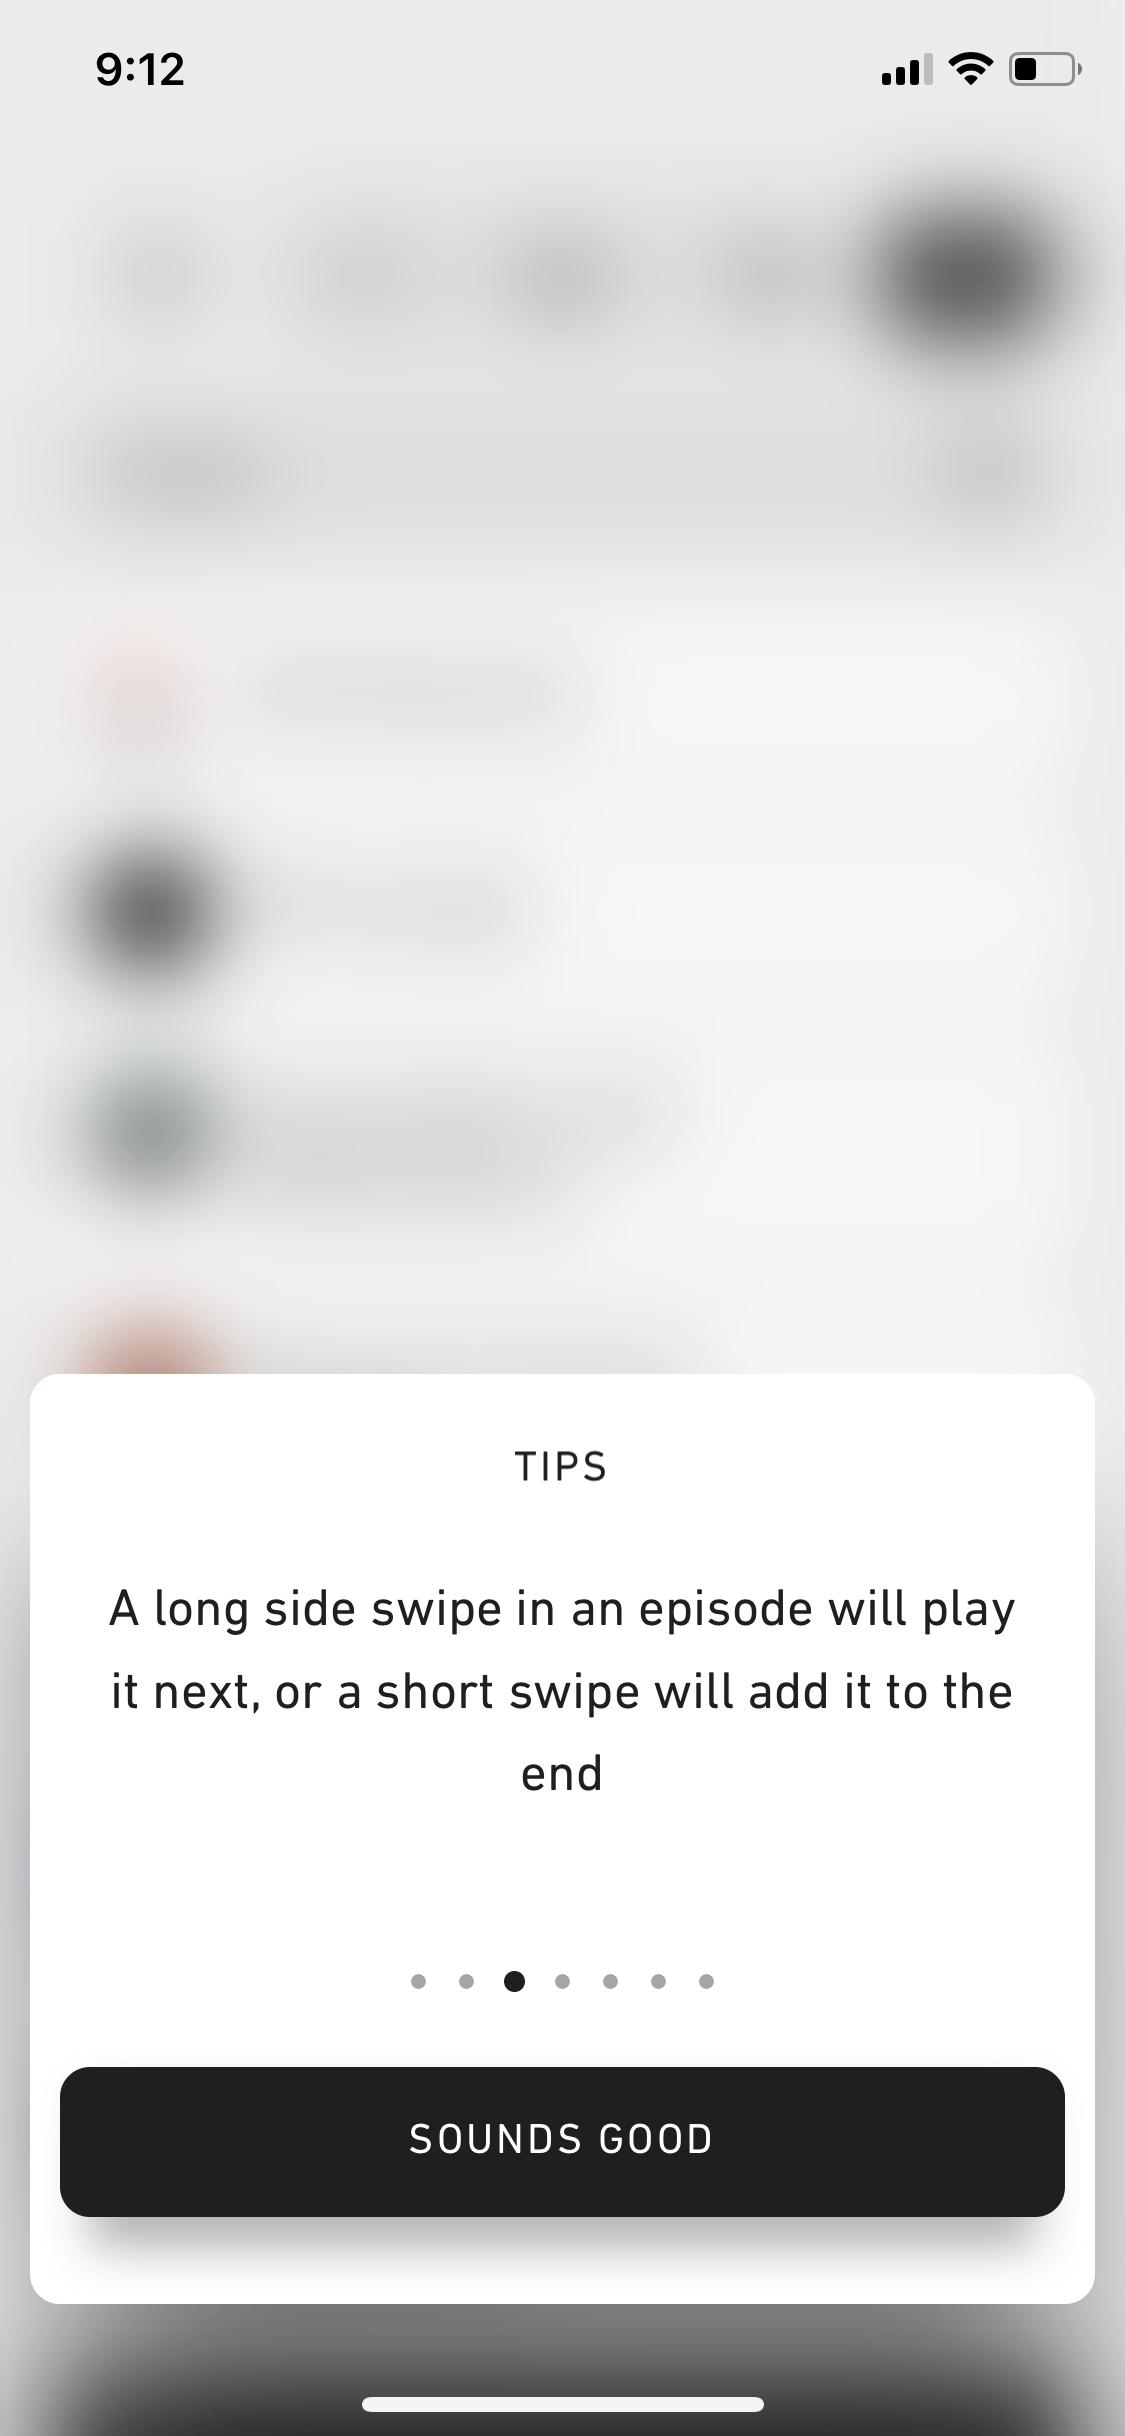 9:12
TIPS
A long side swipe in an episode will play
it next, or a short swipe will add it to the
end
SOUNDS GOOD